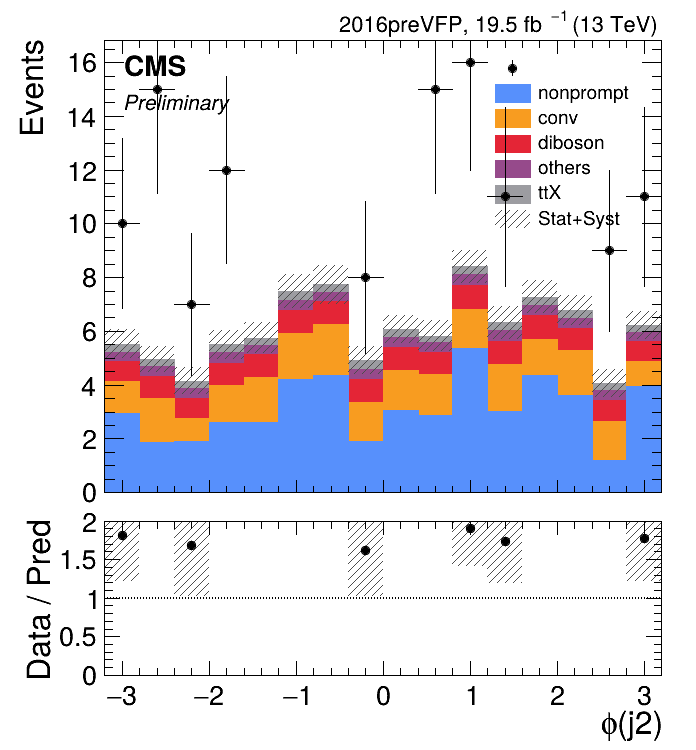 2016preVFP, 19.5 fb⁻¹ (13 TeV)
Events
CMS
Preliminary
nonprompt
conv
diboson
others
ttX
Stat+Syst
16
14
12
10
8
6
4
2
0
Data / Pred
2
1.5
1
0.5
0
−3 −2 −1 0 1 2 3
ϕ(j2)